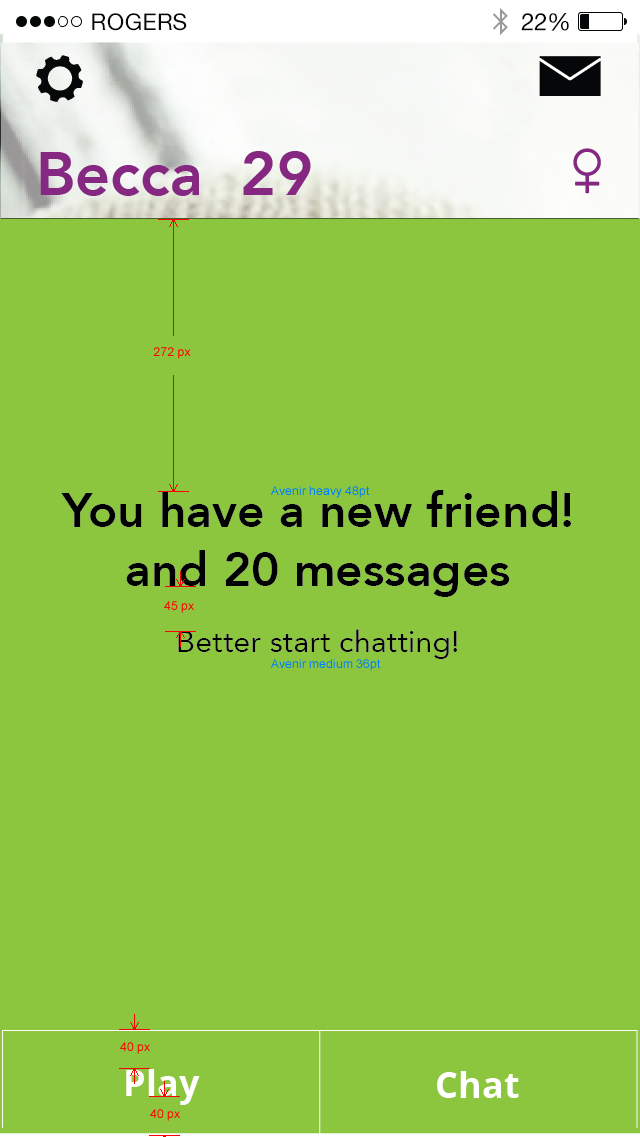 ROGERS 22%
Becca 29
272 px
Avenir heavy 48pt
You have a new friend!
and 20 messages
45 px
Better start chatting!
Avenir medium 36pt
40 px
Play Chat
40 px